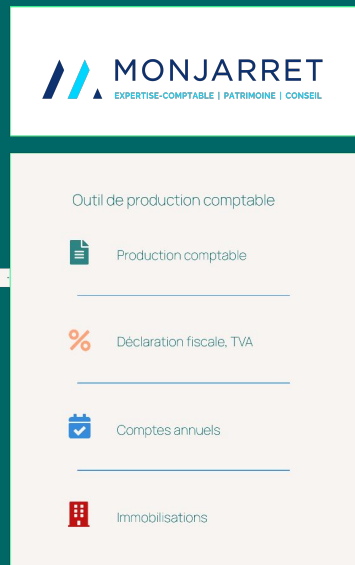 MONJARRET
EXPERTISE-COMPTABLE | PATRIMOINE | CONSEIL
Outil de production comptable
Production comptable
Déclaration fiscale, TVA
Comptes annuels
Immobilisations